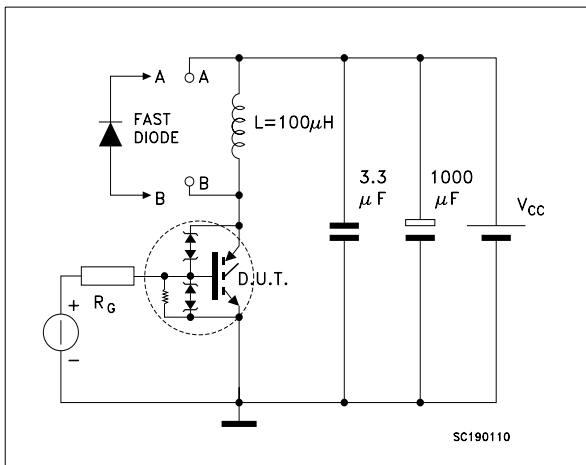 A
A
FAST
DIODE
L=100μH
B
B
3.3
μF
1000
μF
VCC
D.U.T.
RG
+
−
SC190110